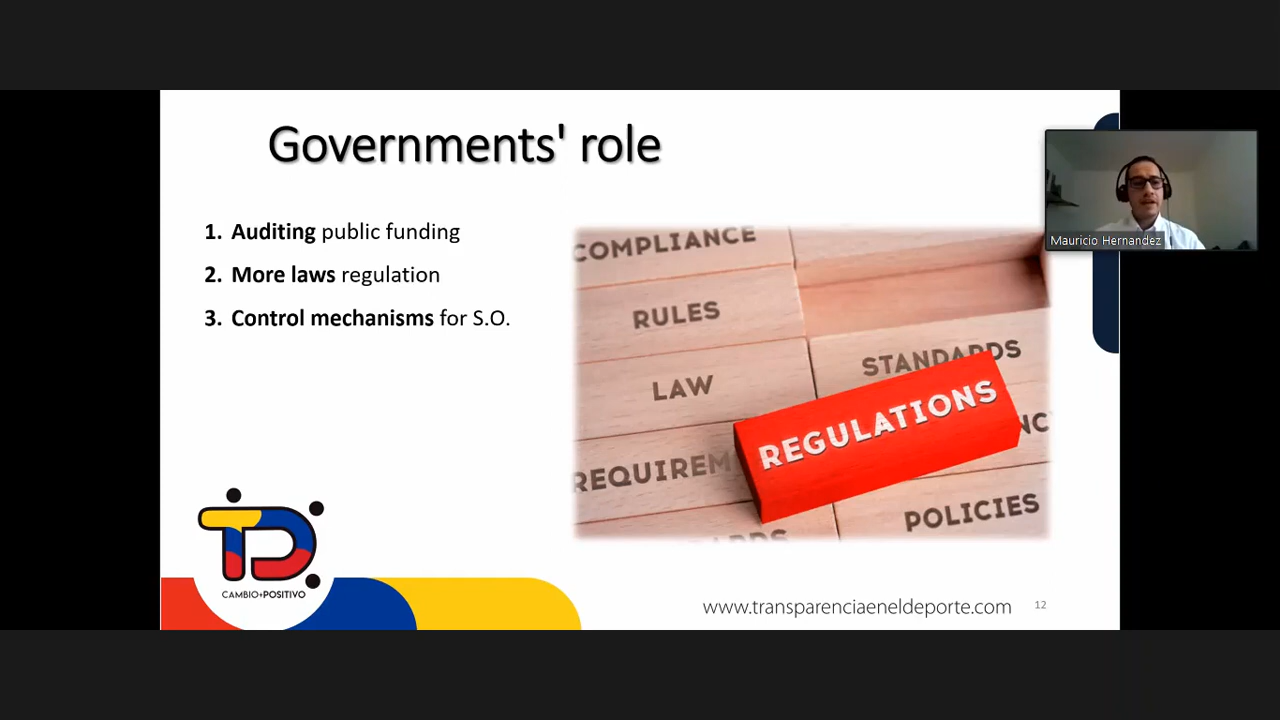 Governments' role
1. Auditing public funding
2. More laws regulation
3. Control mechanisms for S.O.
COMPLIANCE
RULES
LAW
STANDARDS
REGULATIONS
POLICIES
Mauricio Hernandez
TD
CAMBIO+POSITIVO
www.transparenciaeneldeporte.com
12